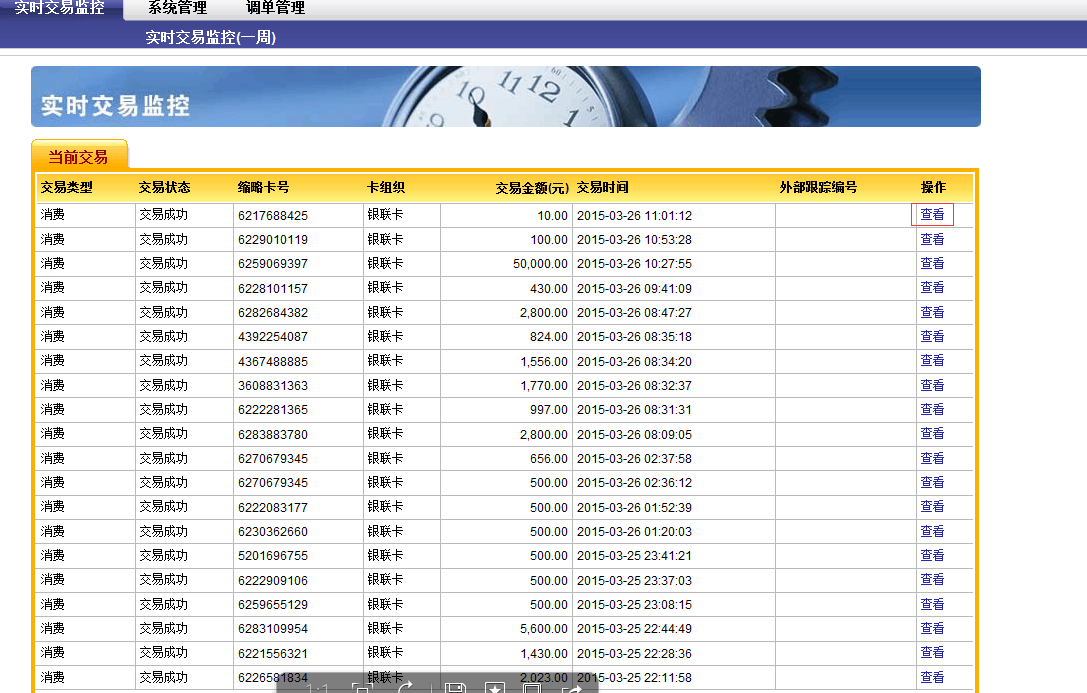 实时交易监控 系统管理 调单管理
实时交易监控(一周)
实时交易监控
当前交易
交易类型 交易状态 缩略卡号 卡组织 交易金额(元) 交易时间 外部跟踪编号 操作
消费 交易成功 6217688425 银联卡 10.00 2015-03-26 11:01:12 查看
消费 交易成功 6229010119 银联卡 100.00 2015-03-26 10:53:28 查看
消费 交易成功 6259069397 银联卡 50,000.00 2015-03-26 10:27:55 查看
消费 交易成功 6228101157 银联卡 430.00 2015-03-26 09:41:09 查看
消费 交易成功 6282684382 银联卡 2,800.00 2015-03-26 08:47:27 查看
消费 交易成功 4392254087 银联卡 824.00 2015-03-26 08:35:18 查看
消费 交易成功 4367488885 银联卡 1,556.00 2015-03-26 08:34:20 查看
消费 交易成功 3608831363 银联卡 1,770.00 2015-03-26 08:32:37 查看
消费 交易成功 6222281365 银联卡 997.00 2015-03-26 08:31:31 查看
消费 交易成功 6283883780 银联卡 2,800.00 2015-03-26 08:09:05 查看
消费 交易成功 6270679345 银联卡 656.00 2015-03-26 02:37:58 查看
消费 交易成功 6270679345 银联卡 500.00 2015-03-26 02:36:12 查看
消费 交易成功 6222083177 银联卡 500.00 2015-03-26 01:52:39 查看
消费 交易成功 6230362660 银联卡 500.00 2015-03-26 01:20:03 查看
消费 交易成功 5201696755 银联卡 500.00 2015-03-25 23:41:21 查看
消费 交易成功 6222909106 银联卡 500.00 2015-03-25 23:37:03 查看
消费 交易成功 6259655129 银联卡 500.00 2015-03-25 23:08:15 查看
消费 交易成功 6283109954 银联卡 5,600.00 2015-03-25 22:44:49 查看
消费 交易成功 6221556321 银联卡 1,430.00 2015-03-25 22:28:36 查看
消费 交易成功 6226581834 银联卡 2,023.00 2015-03-25 22:11:58 查看